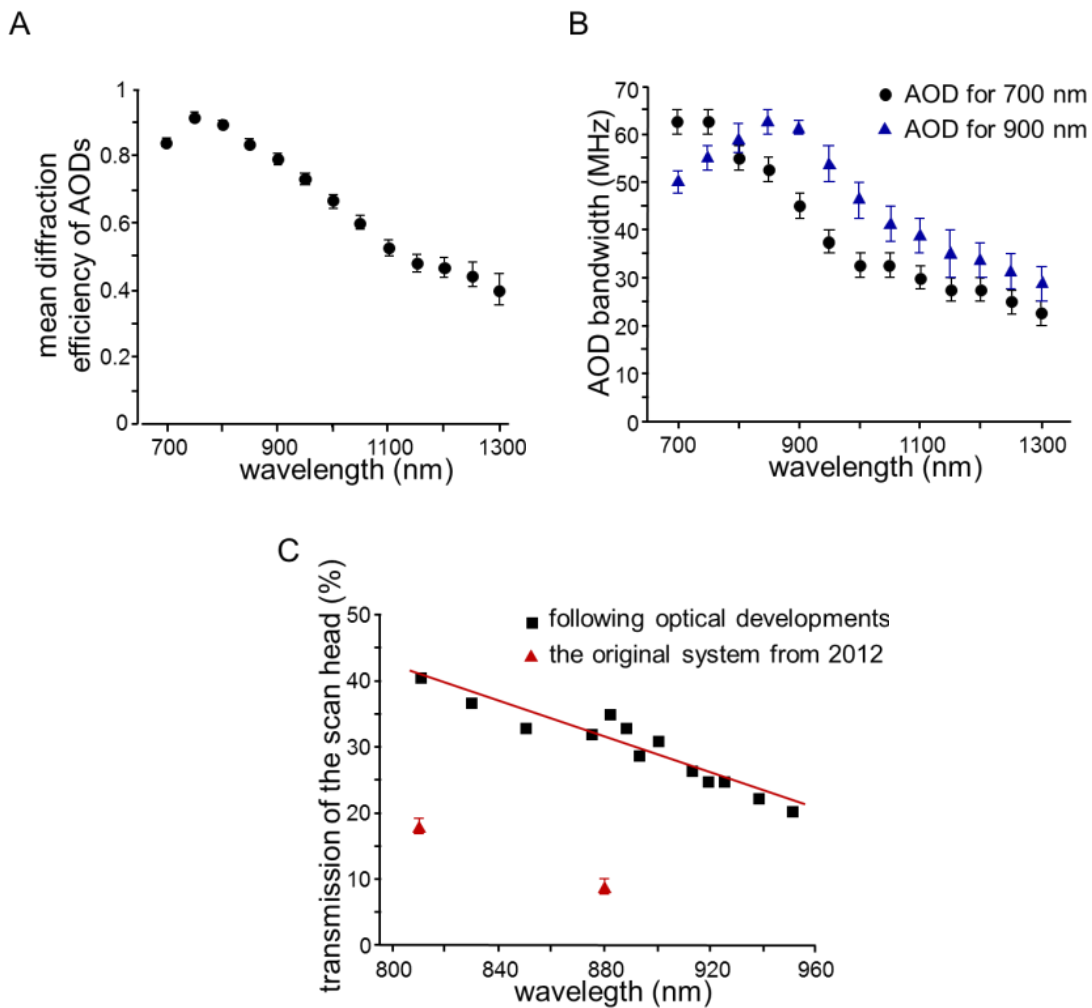 A
mean diffraction
efficiency of AODs
1
0.8
0.6
0.4
0.2
0
700
900
1100
1300
wavelength (nm)
B
AOD bandwidth (MHz)
70
60
50
40
30
20
10
0
AOD for 700 nm
AOD for 900 nm
700
900
1100
1300
wavelength (nm)
C
transmission of the scan head (%)
50
40
30
20
10
0
following optical developments
the original system from 2012
800
840
880
920
960
wavelegth (nm)